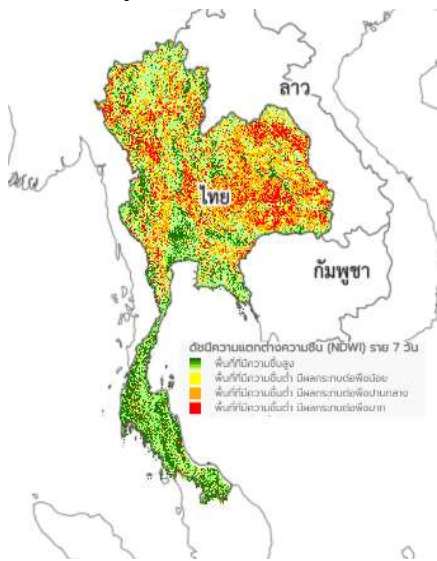 ลาว
ไทย
กัมพูชา
ดัชนีความแตกต่างความชื้น (NDWI) ราย 7 วัน
พื้นที่ที่มีความชื้นสูง
พื้นที่ที่มีความชื้นต่ำ มีผลกระทบต่อพืชน้อย
พื้นที่ที่มีความชื้นต่ำ มีผลกระทบต่อพืชปานกลาง
พื้นที่ที่มีความชื้นต่ำ มีผลกระทบต่อพืชมาก